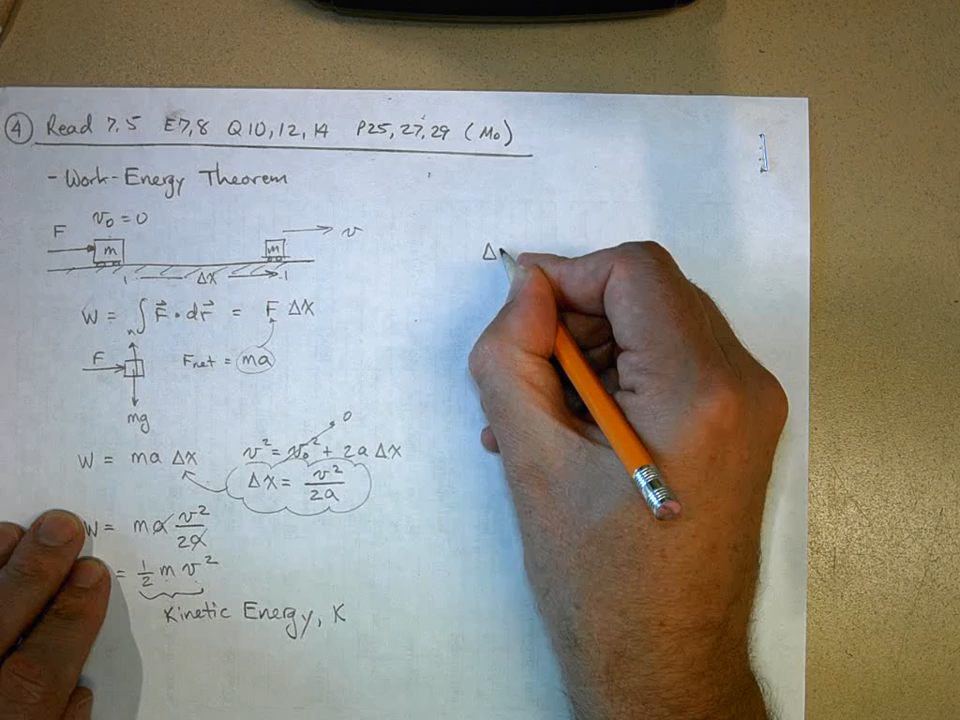 ④ Read 7.5 E7,8 Q10,12,14 P25,27,29 (Mo)
- Work-Energy Theorem
v₀ = 0
F m m v
Δx
W = ∫ F⃗ • dr⃗ = F Δx
n
F Fnet = ma
mg
0
W = ma Δx v² = v₀² + 2a Δx
Δx = v²/2a
W = ma v²/2a
= ½ m v²
Kinetic Energy, K
Δ